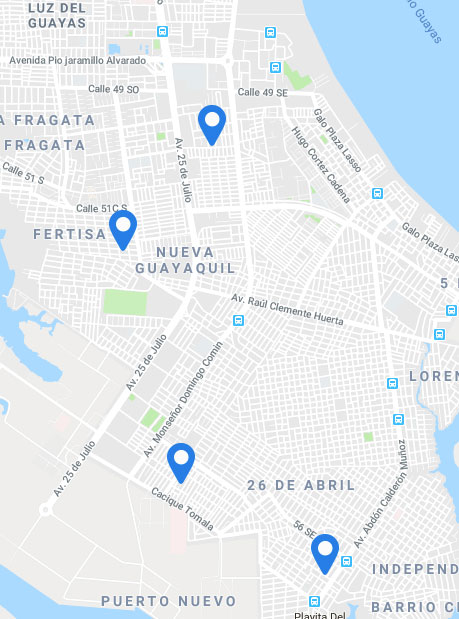 LUZ DEL
GUAYAS
Guayas
Avenida Pio jaramillo Alvarado
Calle 49 SO
Calle 49 SE
A FRAGATA
FRAGATA
Galo Plaza Lasso
Hugo Cortez Cadena
Av. 25 de Julio
Calle 51 S
Calle 51C S
FERTISA
Galo Plaza Lasso
NUEVA
GUAYAQUIL
5
Av. Raúl Clemente Huerta
Av. 25 de Julio
Av. Monseñor Domingo Comin
LOREN
Av. 25 de Julio
Av. Abdón Calderón Muñoz
26 DE ABRIL
Cacique Tomala
56 SE
INDEPEND
PUERTO NUEVO
BARRIO C
Playita Del